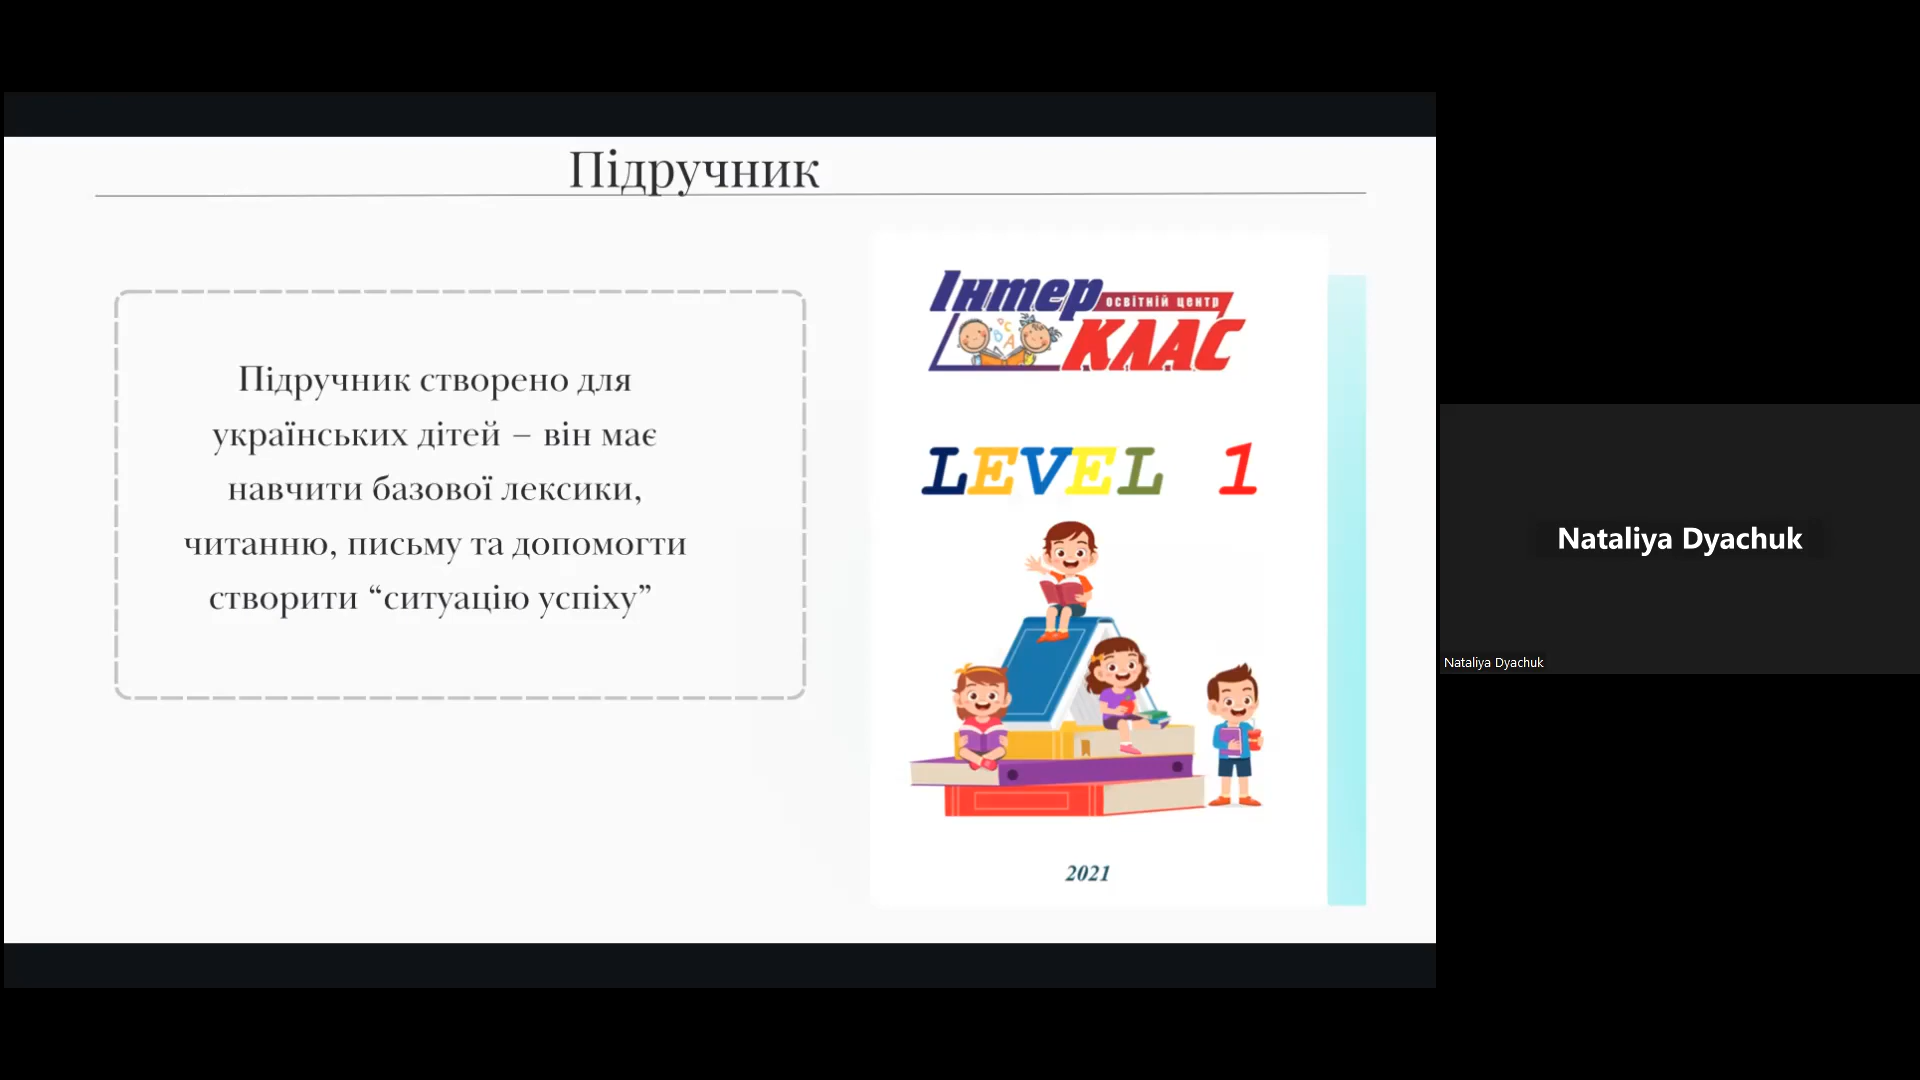 Підручник
Підручник створено для
українських дітей – він має
навчити базової лексики,
читанню, письму та допомогти
створити “ситуацію успіху”
Інтер
освітній центр
КЛАС
LEVEL 1
2021
Nataliya Dyachuk
Nataliya Dyachuk